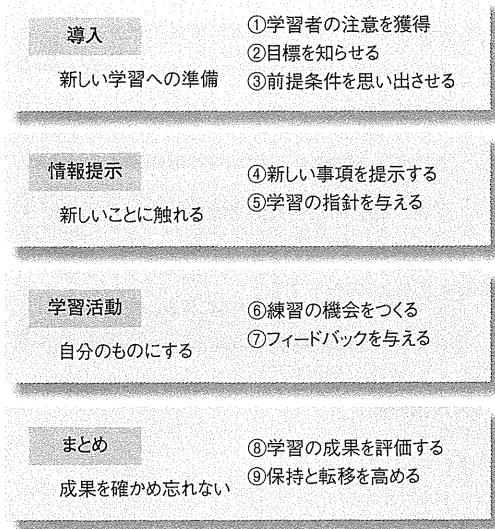 導入
新しい学習への準備
①学習者の注意を獲得
②目標を知らせる
③前提条件を思い出させる
情報提示
新しいことに触れる
④新しい事項を提示する
⑤学習の指針を与える
学習活動
自分のものにする
⑥練習の機会をつくる
⑦フィードバックを与える
まとめ
成果を確かめ忘れない
⑧学習の成果を評価する
⑨保持と転移を高める